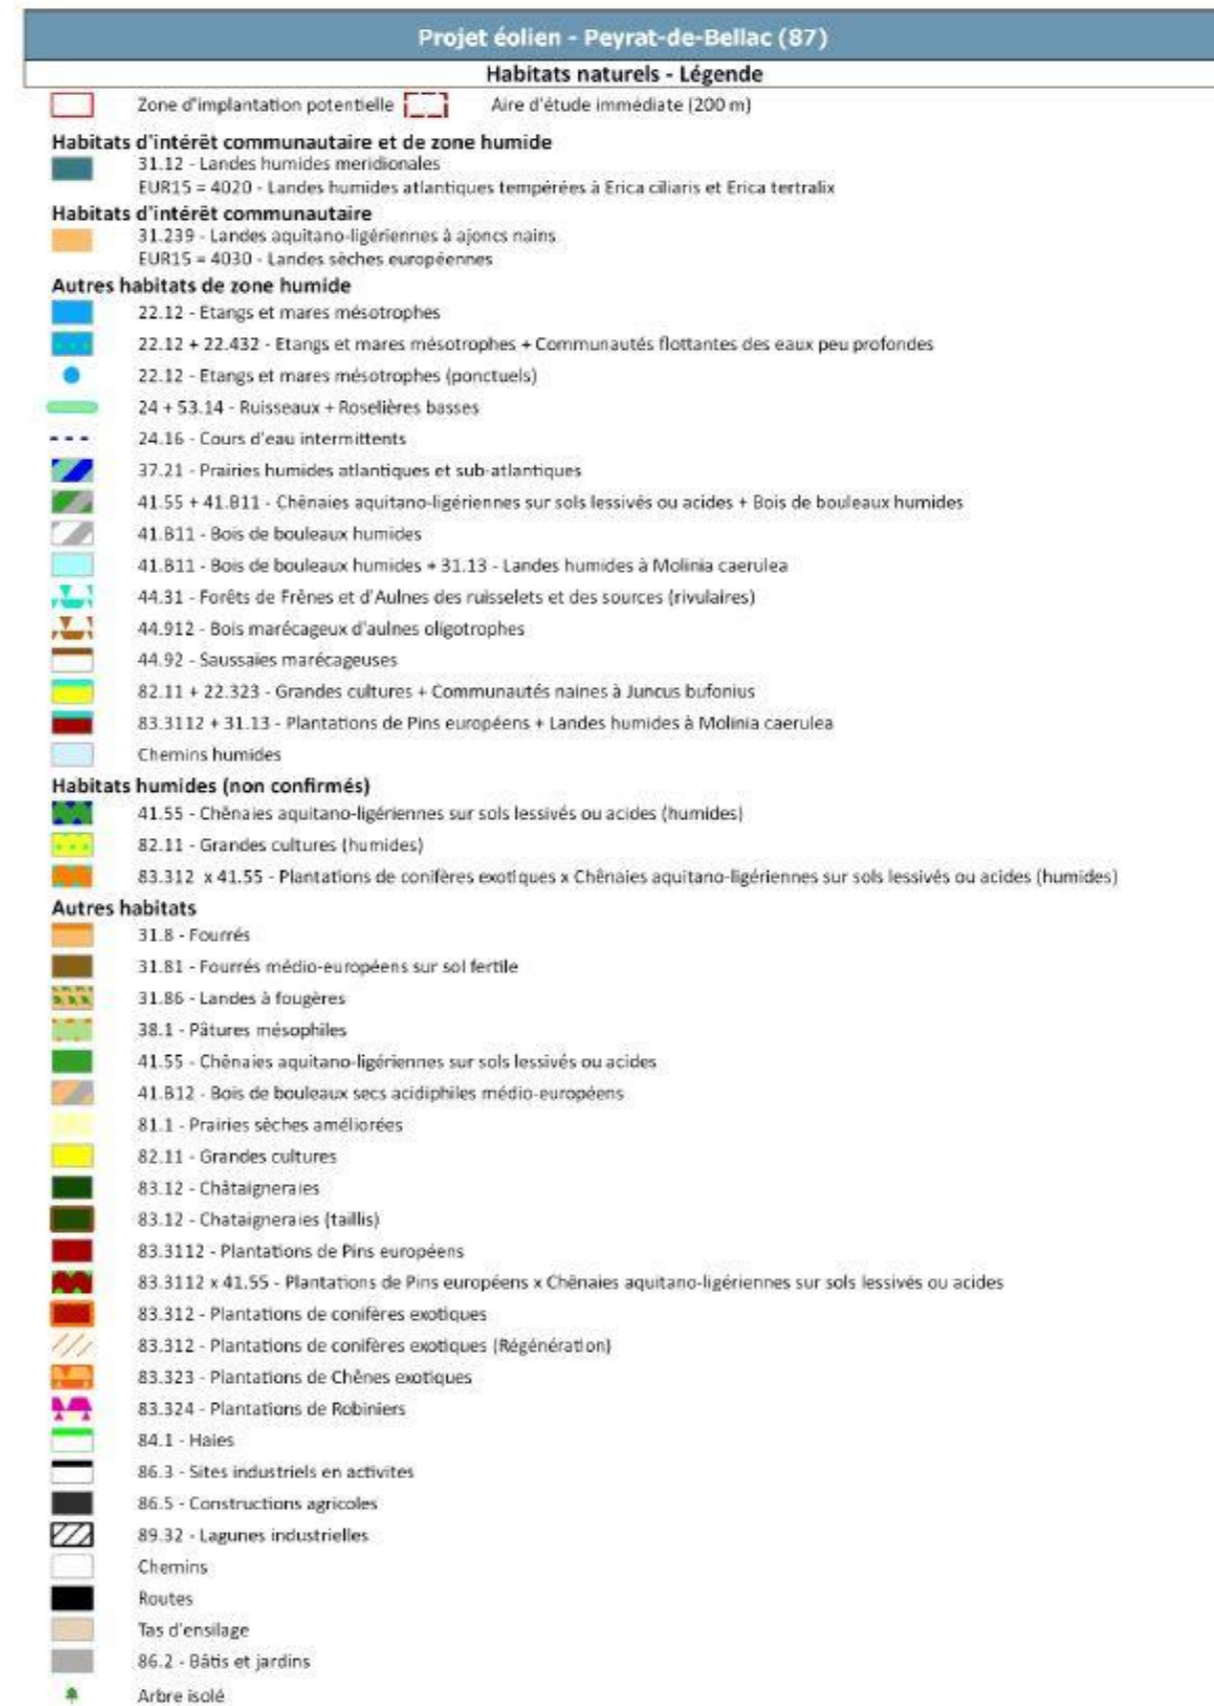 Projet éolien - Peyrat-de-Bellac (87)
Habitats naturels - Légende
Zone d'implantation potentielle Aire d'étude immédiate (200 m)
Habitats d'intérêt communautaire et de zone humide
31.12 - Landes humides meridionales
EUR15 = 4020 - Landes humides atlantiques tempérées à Erica ciliaris et Erica tertralix
Habitats d'intérêt communautaire
31.239 - Landes aquitano-ligériennes à ajoncs nains
EUR15 = 4030 - Landes sèches européennes
Autres habitats de zone humide
22.12 - Etangs et mares mésotrophes
22.12 + 22.432 - Etangs et mares mésotrophes + Communautés flottantes des eaux peu profondes
22.12 - Etangs et mares mésotrophes (ponctuels)
24 + 53.14 - Ruisseaux + Roselières basses
24.16 - Cours d'eau intermittents
37.21 - Prairies humides atlantiques et sub-atlantiques
41.55 + 41.B11 - Chênaies aquitano-ligériennes sur sols lessivés ou acides + Bois de bouleaux humides
41.B11 - Bois de bouleaux humides
41.B11 - Bois de bouleaux humides + 31.13 - Landes humides à Molinia caerulea
44.31 - Forêts de Frênes et d'Aulnes des ruisselets et des sources (rivulaires)
44.912 - Bois marécageux d'aulnes oligotrophes
44.92 - Saussaies marécageuses
82.11 + 22.323 - Grandes cultures + Communautés naines à Juncus bufonius
83.3112 + 31.13 - Plantations de Pins européens + Landes humides à Molinia caerulea
Chemins humides
Habitats humides (non confirmés)
41.55 - Chênaies aquitano-ligériennes sur sols lessivés ou acides (humides)
82.11 - Grandes cultures (humides)
83.312 x 41.55 - Plantations de conifères exotiques x Chênaies aquitano-ligériennes sur sols lessivés ou acides (humides)
Autres habitats
31.8 - Fourrés
31.81 - Fourrés médio-européens sur sol fertile
31.86 - Landes à fougères
38.1 - Pâtures mésophiles
41.55 - Chênaies aquitano-ligériennes sur sols lessivés ou acides
41.B12 - Bois de bouleaux secs acidiphiles médio-européens
81.1 - Prairies sèches améliorées
82.11 - Grandes cultures
83.12 - Châtaigneraies
83.12 - Chataigneraies (taillis)
83.3112 - Plantations de Pins européens
83.3112 x 41.55 - Plantations de Pins européens x Chênaies aquitano-ligériennes sur sols lessivés ou acides
83.312 - Plantations de conifères exotiques
83.312 - Plantations de conifères exotiques (Régénération)
83.323 - Plantations de Chênes exotiques
83.324 - Plantations de Robiniers
84.1 - Haies
86.3 - Sites industriels en activites
86.5 - Constructions agricoles
89.32 - Lagunes industrielles
Chemins
Routes
Tas d'ensilage
86.2 - Bâtis et jardins
Arbre isolé